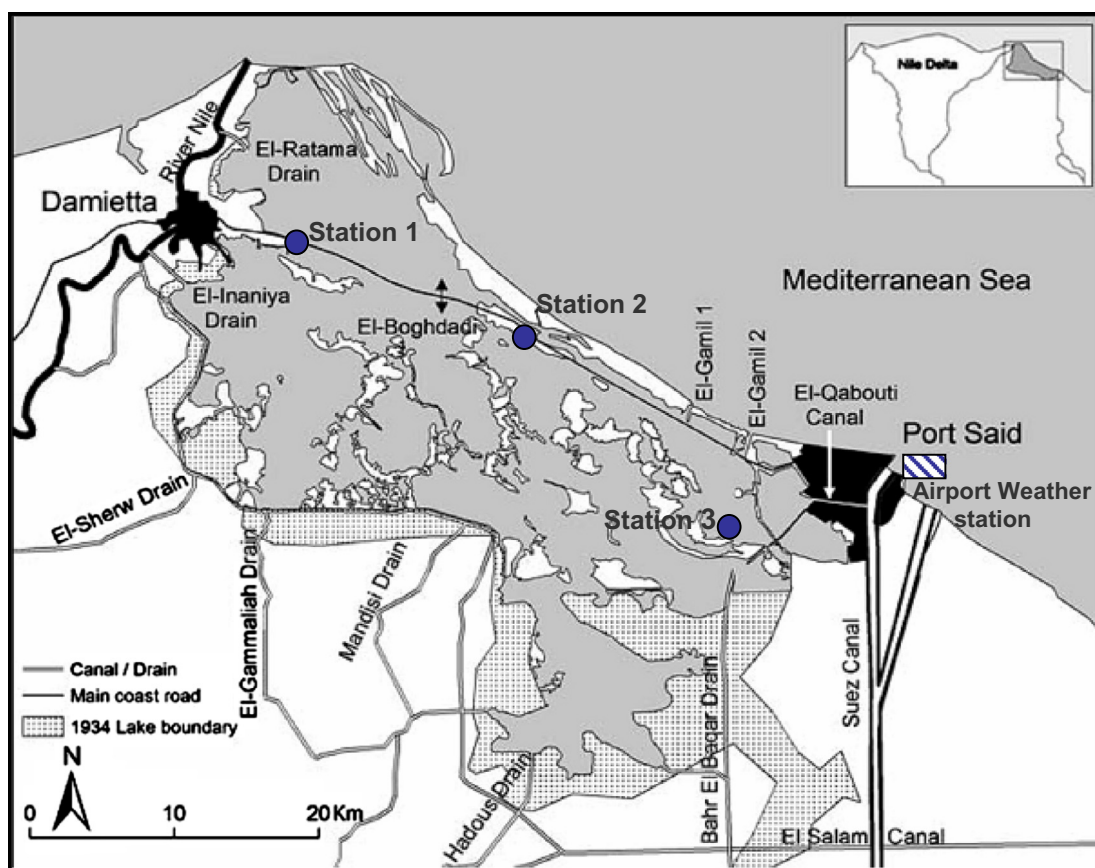 Nile Delta
River Nile
El-Ratama
Drain
Damietta
Station 1
Mediterranean Sea
El-Inaniya
Drain
El-Boghdadi
Station 2
El-Gamil 1
El-Gamil 2
El-Qabouti
Canal
Port Said
Airport Weather
station
Station 3
El-Sherw Drain
El-Gammaliah Drain
Mandisi Drain
Hadous Drain
Bahr El Baqar Drain
Suez Canal
El Salam Canal
Canal / Drain
Main coast road
1934 Lake boundary
N
0 10 20 Km